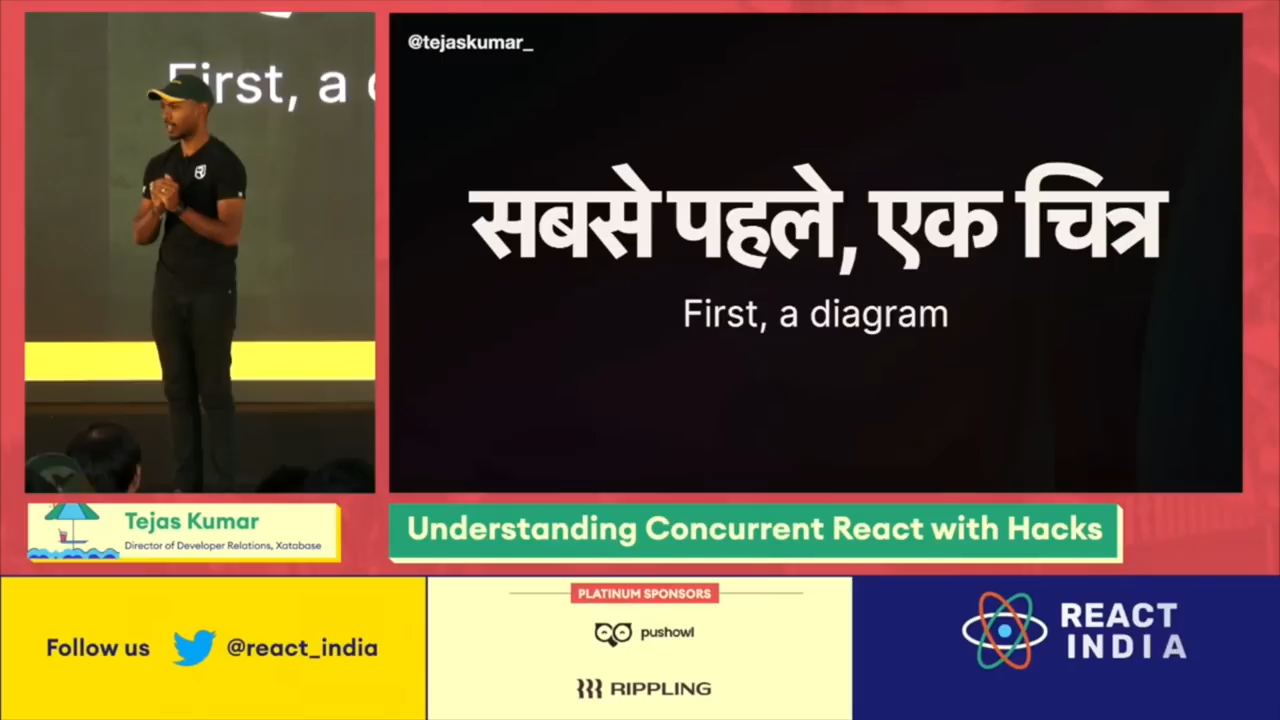 First, a
@tejaskumar_
सबसे पहले, एक चित्र
First, a diagram
Tejas Kumar
Director of Developer Relations, Xatabase
Understanding Concurrent React with Hacks
Follow us @react_india
PLATINUM SPONSORS
pushowl
RIPPLING
REACT
INDIA